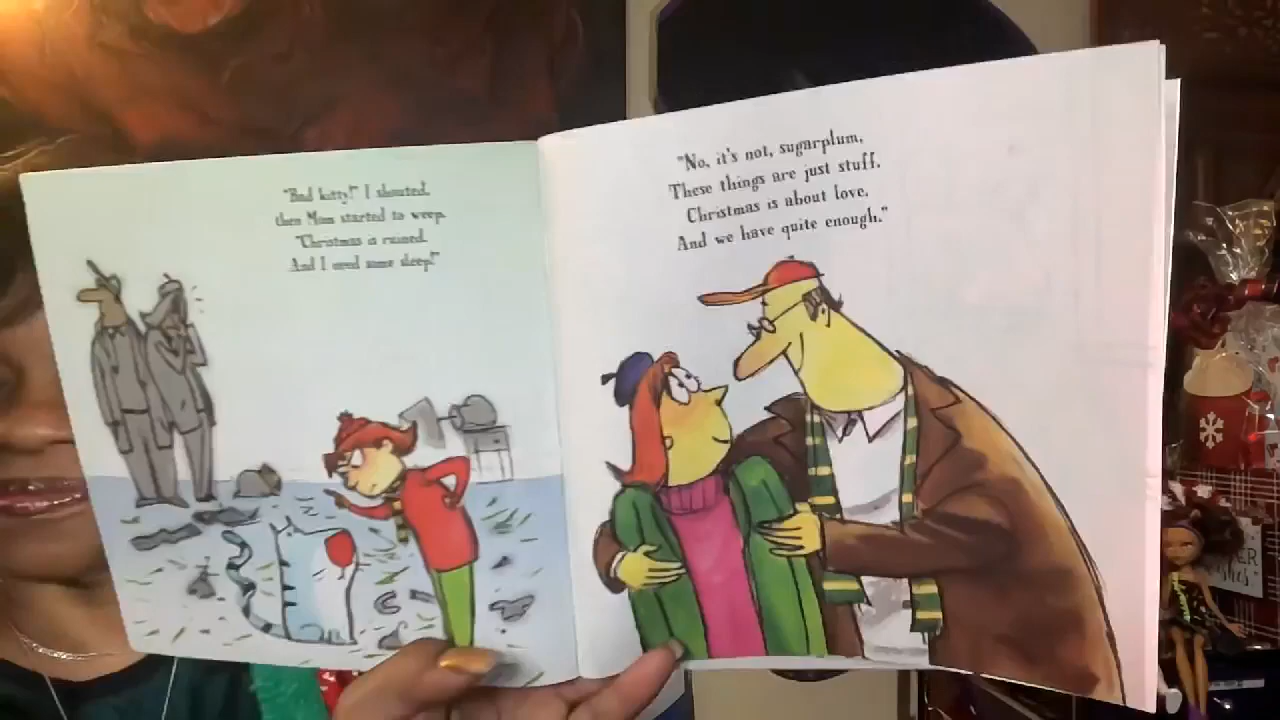 "Bad kitty!" I shouted,
then Mom started to weep.
"Christmas is ruined.
And I need some sleep!"
"No, it's not, sugarplum,
These things are just stuff.
Christmas is about love.
And we have quite enough."